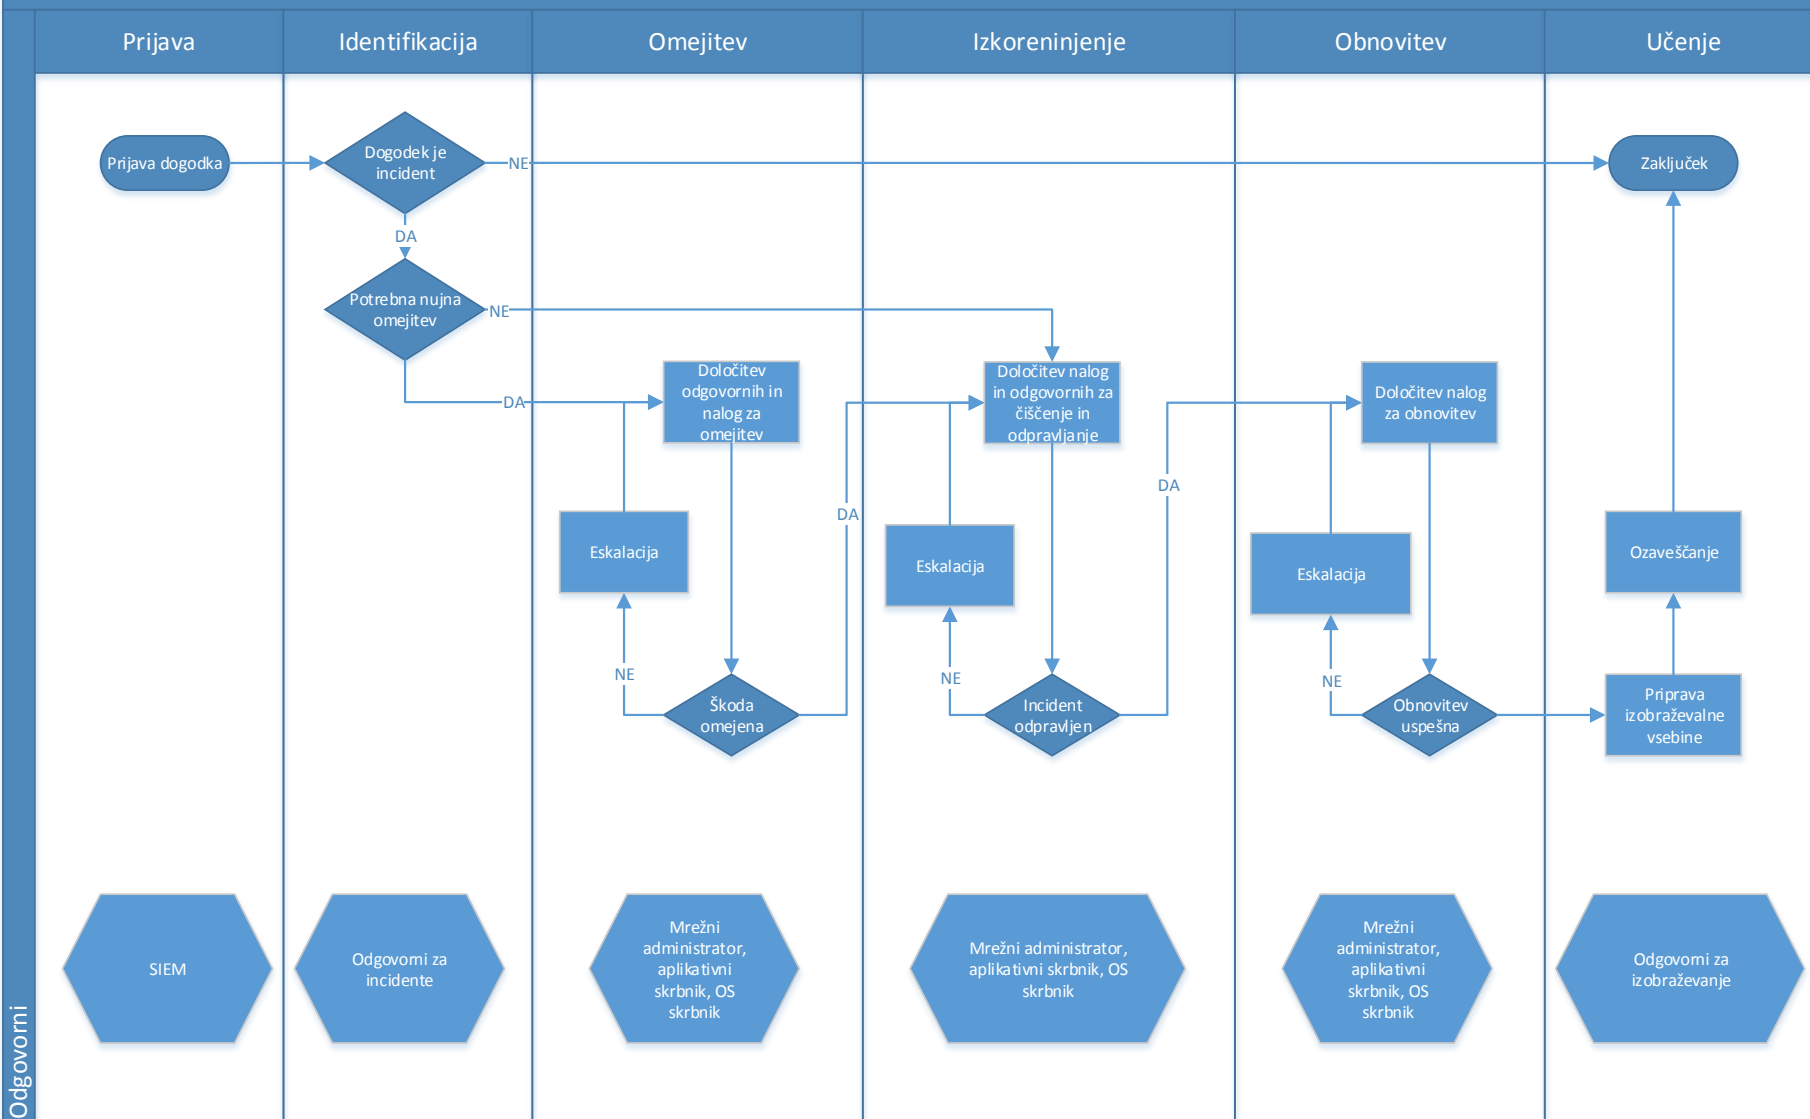 Prijava
Identifikacija
Omejitev
Izkoreninjenje
Obnovitev
Učenje
Prijava dogodka
Dogodek je
incident
NE
Zaključek
DA
Potrebna nujna
omejitev
NE
DA
Določitev
odgovornih in
nalog za
omejitev
Določitev nalog
in odgovornih za
čiščenje in
odpravljanje
Določitev nalog
za obnovitev
DA
DA
Eskalacija
Eskalacija
Eskalacija
Ozaveščanje
NE
NE
NE
Škoda
omejena
Incident
odpravljen
Obnovitev
uspešna
Priprava
izobraževalne
vsebine
SIEM
Odgovorni za
incidente
Mrežni
administrator,
aplikativni
skrbnik, OS
skrbnik
Mrežni administrator,
aplikativni skrbnik, OS
skrbnik
Mrežni
administrator,
aplikativni
skrbnik, OS
skrbnik
Odgovorni za
izobraževanje
Odgovorni